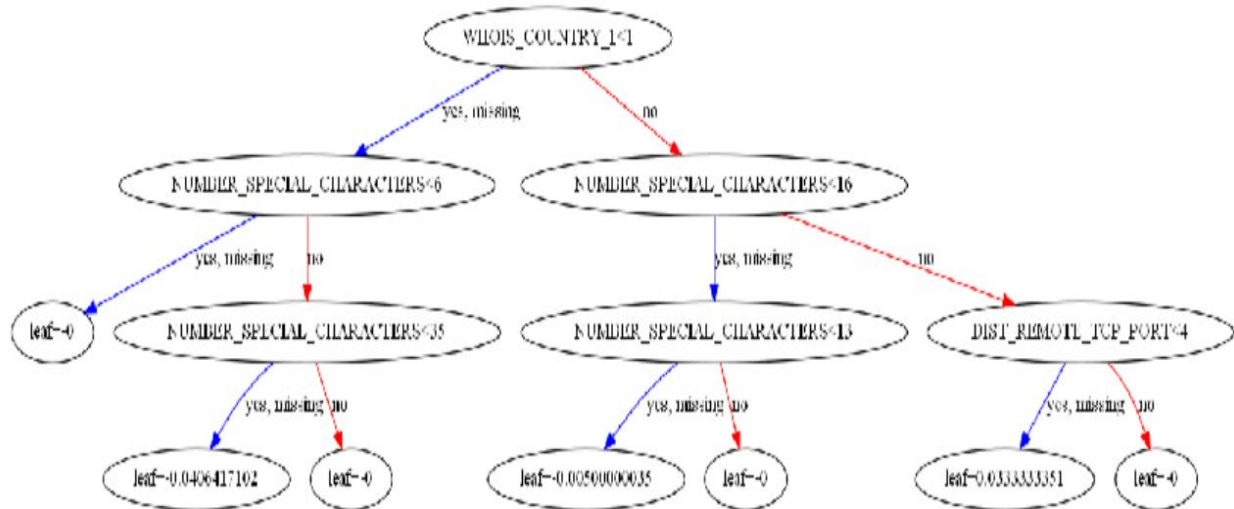 WHOIS_COUNTRY_1<1
yes, missing
no
NUMBER_SPECIAL_CHARACTERS<6
NUMBER_SPECIAL_CHARACTERS<16
yes, missing
no
yes, missing
no
leaf=-0
NUMBER_SPECIAL_CHARACTERS<35
NUMBER_SPECIAL_CHARACTERS<13
DIST_REMOTE_TCP_PORT<4
yes, missing
no
yes, missing
no
yes, missing
no
leaf=-0.0406417102
leaf=-0
leaf=-0.00500000035
leaf=-0
leaf=0.0333333351
leaf=-0